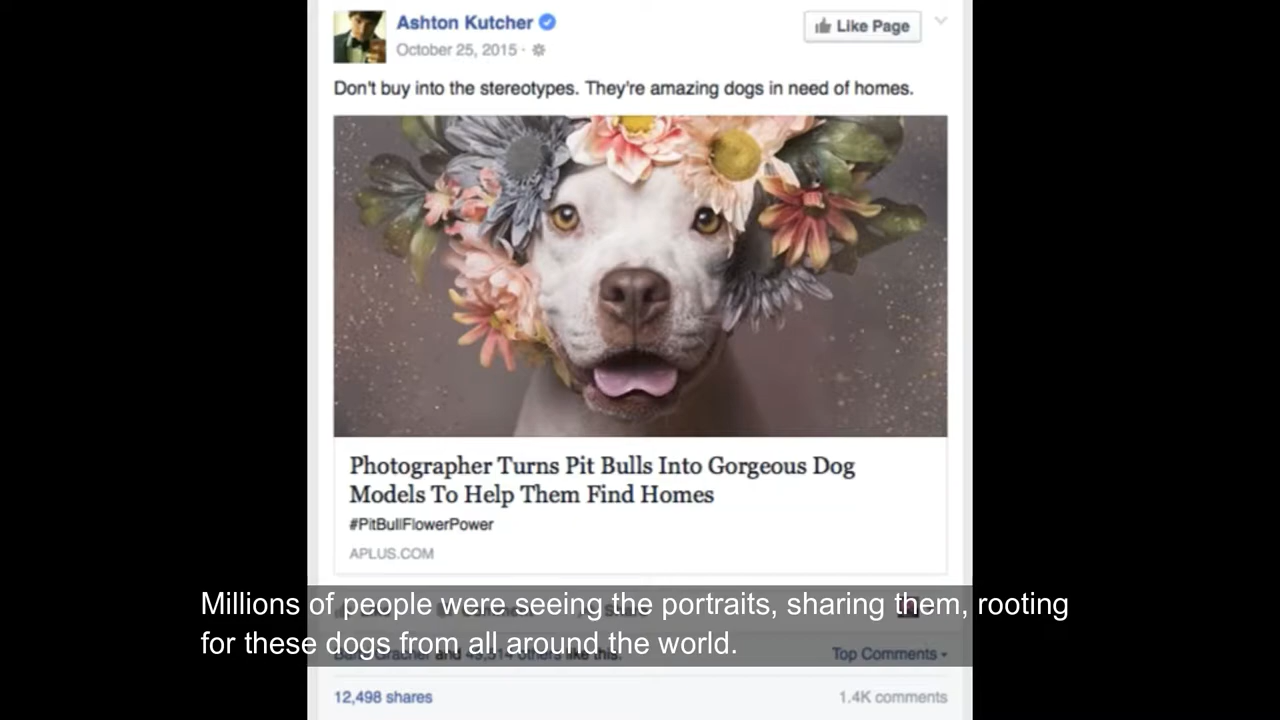 Ashton Kutcher
October 25, 2015 ·
Like Page
Don't buy into the stereotypes. They're amazing dogs in need of homes.
Photographer Turns Pit Bulls Into Gorgeous Dog
Models To Help Them Find Homes
#PitBullFlowerPower
APLUS.COM
Millions of people were seeing the portraits, sharing them, rooting
for these dogs from all around the world.
others like this.
Top Comments
12,498 shares
1.4K comments